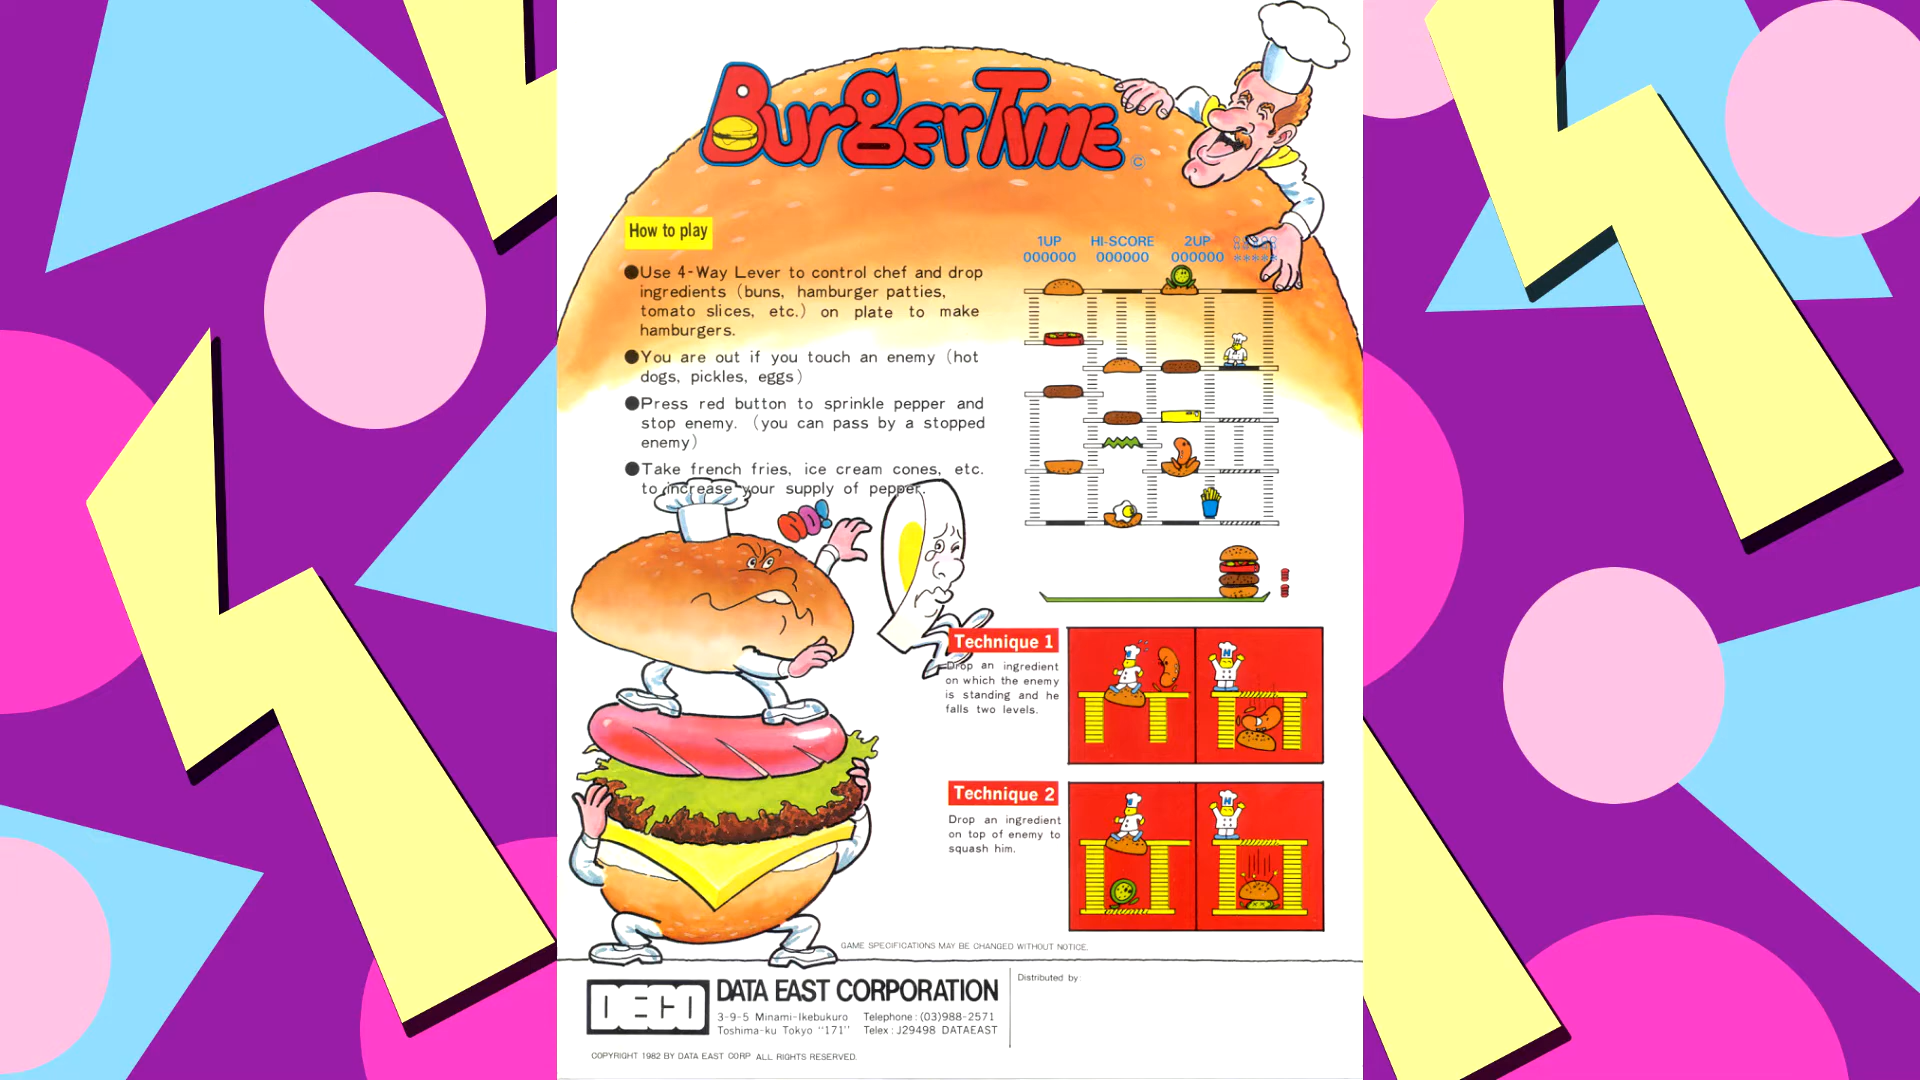 BurgerTime ©
How to play
●Use 4-Way Lever to control chef and drop
ingredients (buns, hamburger patties,
tomato slices, etc.) on plate to make
hamburgers.
●You are out if you touch an enemy (hot
dogs, pickles, eggs)
●Press red button to sprinkle pepper and
stop enemy. (you can pass by a stopped
enemy)
●Take french fries, ice cream cones, etc.
to increase your supply of pepper.
1UP HI-SCORE 2UP
000000 000000 000000 *****
Technique 1
Drop an ingredient
on which the enemy
is standing and he
falls two levels.
Technique 2
Drop an ingredient
on top of enemy to
squash him.
GAME SPECIFICATIONS MAY BE CHANGED WITHOUT NOTICE.
DECO
DATA EAST CORPORATION
3-9-5 Minami-Ikebukuro Telephone: (03)988-2571
Toshima-ku Tokyo "171" Telex: J29498 DATAEAST
Distributed by:
COPYRIGHT 1982 BY DATA EAST CORP ALL RIGHTS RESERVED.